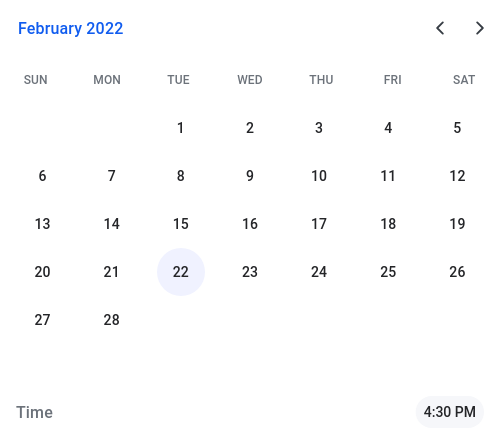 February 2022
SUN MON TUE WED THU FRI SAT
1 2 3 4 5
6 7 8 9 10 11 12
13 14 15 16 17 18 19
20 21 22 23 24 25 26
27 28
Time 4:30 PM